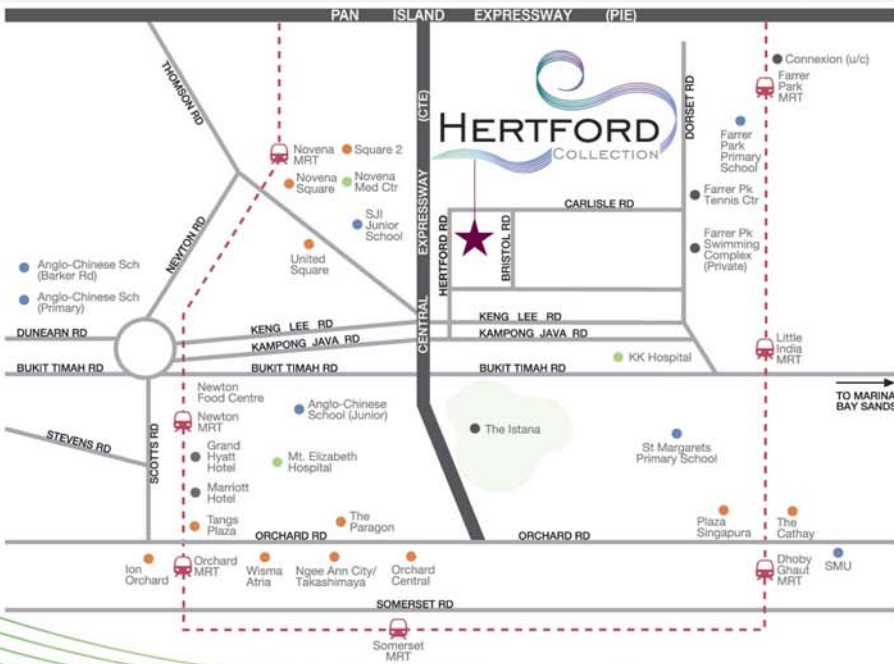 PAN ISLAND EXPRESSWAY (PIE)
THOMSON RD
Novena
MRT
Square 2
Novena
Square
Novena
Med Ctr
SJI
Junior
School
United
Square
NEWTON RD
Anglo-Chinese Sch
(Barker Rd)
Anglo-Chinese Sch
(Primary)
CENTRAL EXPRESSWAY (CTE)
HERTFORD
COLLECTION
DORSET RD
Connexion (u/c)
Farrer
Park
MRT
Farrer
Park
Primary
School
Farrer Pk
Tennis Ctr
Farrer Pk
Swimming
Complex
(Private)
CARLISLE RD
HERTFORD RD
BRISTOL RD
DUNEARN RD
KENG LEE RD
KENG LEE RD
KAMPONG JAVA RD
KAMPONG JAVA RD
KK Hospital
Little
India
MRT
BUKIT TIMAH RD
BUKIT TIMAH RD
BUKIT TIMAH RD
TO MARINA
BAY SANDS
Newton
Food Centre
Newton
MRT
Anglo-Chinese
School (Junior)
The Istana
St Margarets
Primary School
STEVENS RD
SCOTTS RD
Grand
Hyatt
Hotel
Mt. Elizabeth
Hospital
Marriott
Hotel
Tangs
Plaza
The
Paragon
Plaza
Singapura
The
Cathay
ORCHARD RD
ORCHARD RD
Ion
Orchard
Orchard
MRT
Wisma
Atria
Ngee Ann City/
Takashimaya
Orchard
Central
Dhoby
Ghaut
MRT
SMU
SOMERSET RD
Somerset
MRT